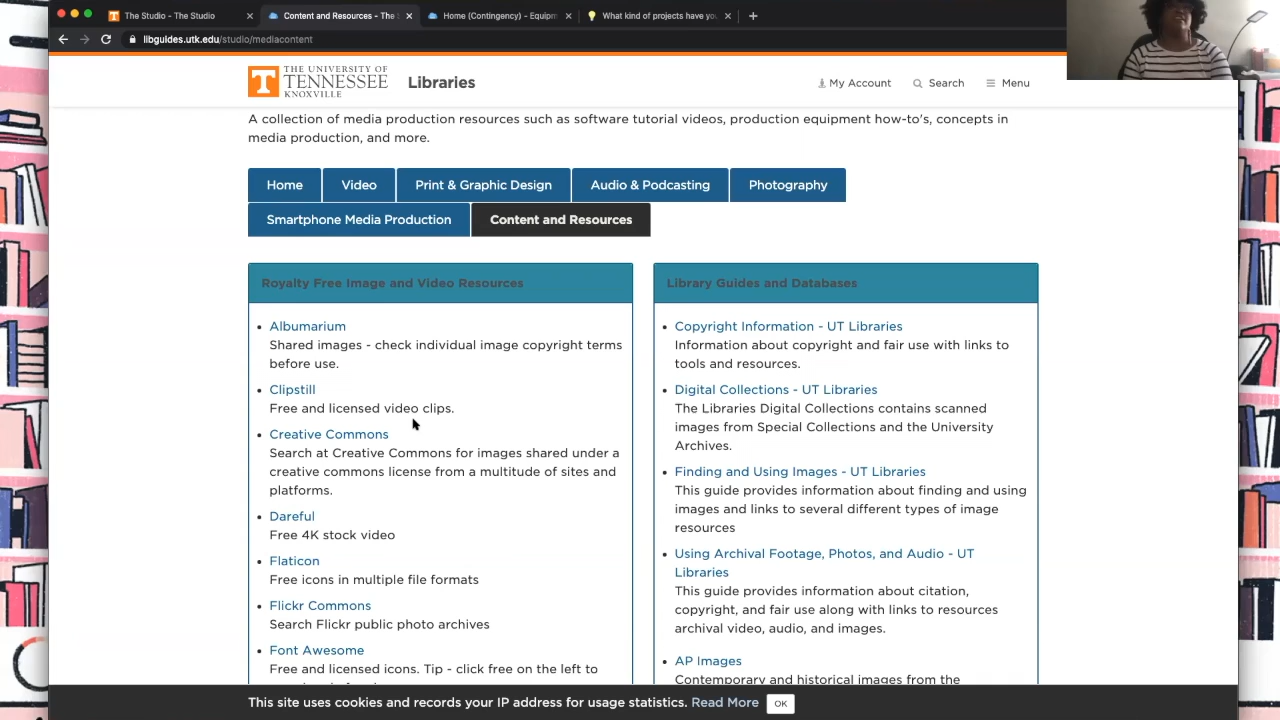 The Studio - The Studio
Content and Resources - The S
Home (Contingency) - Equipm
What kind of projects have yo
libguides.utk.edu/studio/mediacontent
THE UNIVERSITY OF
TENNESSEE
KNOXVILLE
Libraries
My Account
Search
Menu
A collection of media production resources such as software tutorial videos, production equipment how-to's, concepts in
media production, and more.
Home
Video
Print & Graphic Design
Audio & Podcasting
Photography
Smartphone Media Production
Content and Resources
Royalty Free Image and Video Resources
Albumarium
Shared images - check individual image copyright terms
before use.
Clipstill
Free and licensed video clips.
Creative Commons
Search at Creative Commons for images shared under a
creative commons license from a multitude of sites and
platforms.
Dareful
Free 4K stock video
Flaticon
Free icons in multiple file formats
Flickr Commons
Search Flickr public photo archives
Font Awesome
Free and licensed icons. Tip - click free on the left to
Library Guides and Databases
Copyright Information - UT Libraries
Information about copyright and fair use with links to
tools and resources.
Digital Collections - UT Libraries
The Libraries Digital Collections contains scanned
images from Special Collections and the University
Archives.
Finding and Using Images - UT Libraries
This guide provides information about finding and using
images and links to several different types of image
resources
Using Archival Footage, Photos, and Audio - UT
Libraries
This guide provides information about citation,
copyright, and fair use along with links to resources
archival video, audio, and images.
AP Images
Contemporary and historical images from the
This site uses cookies and records your IP address for usage statistics. Read More
OK